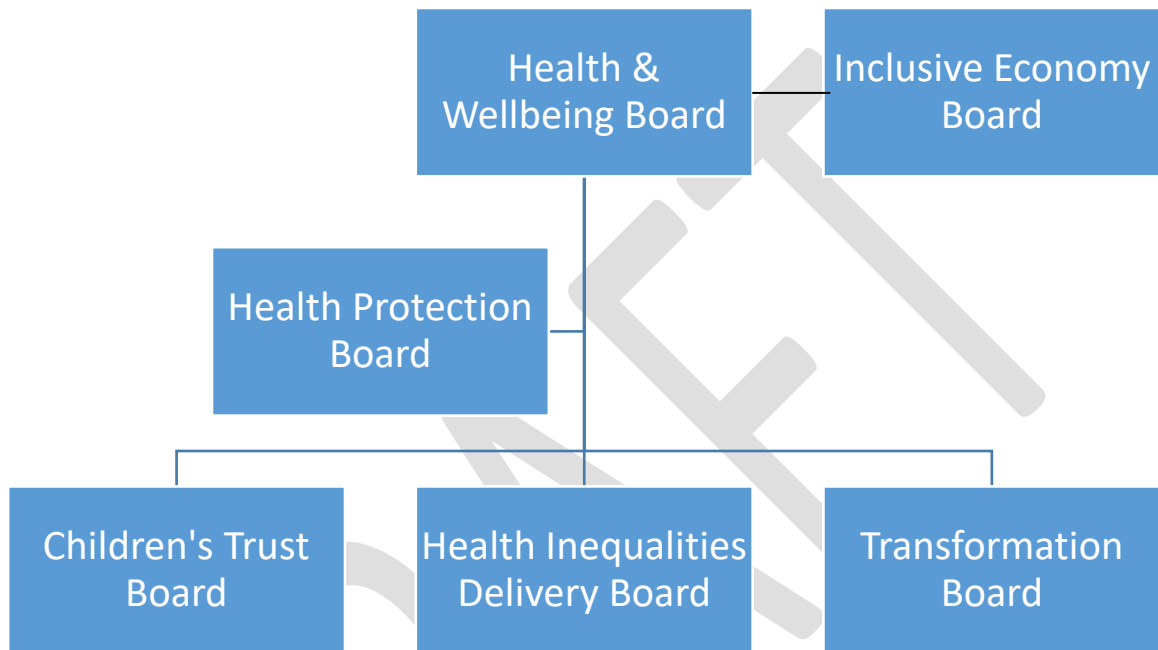 Health &
Wellbeing Board
Inclusive Economy
Board
Health Protection
Board
Children's Trust
Board
Health Inequalities
Delivery Board
Transformation
Board